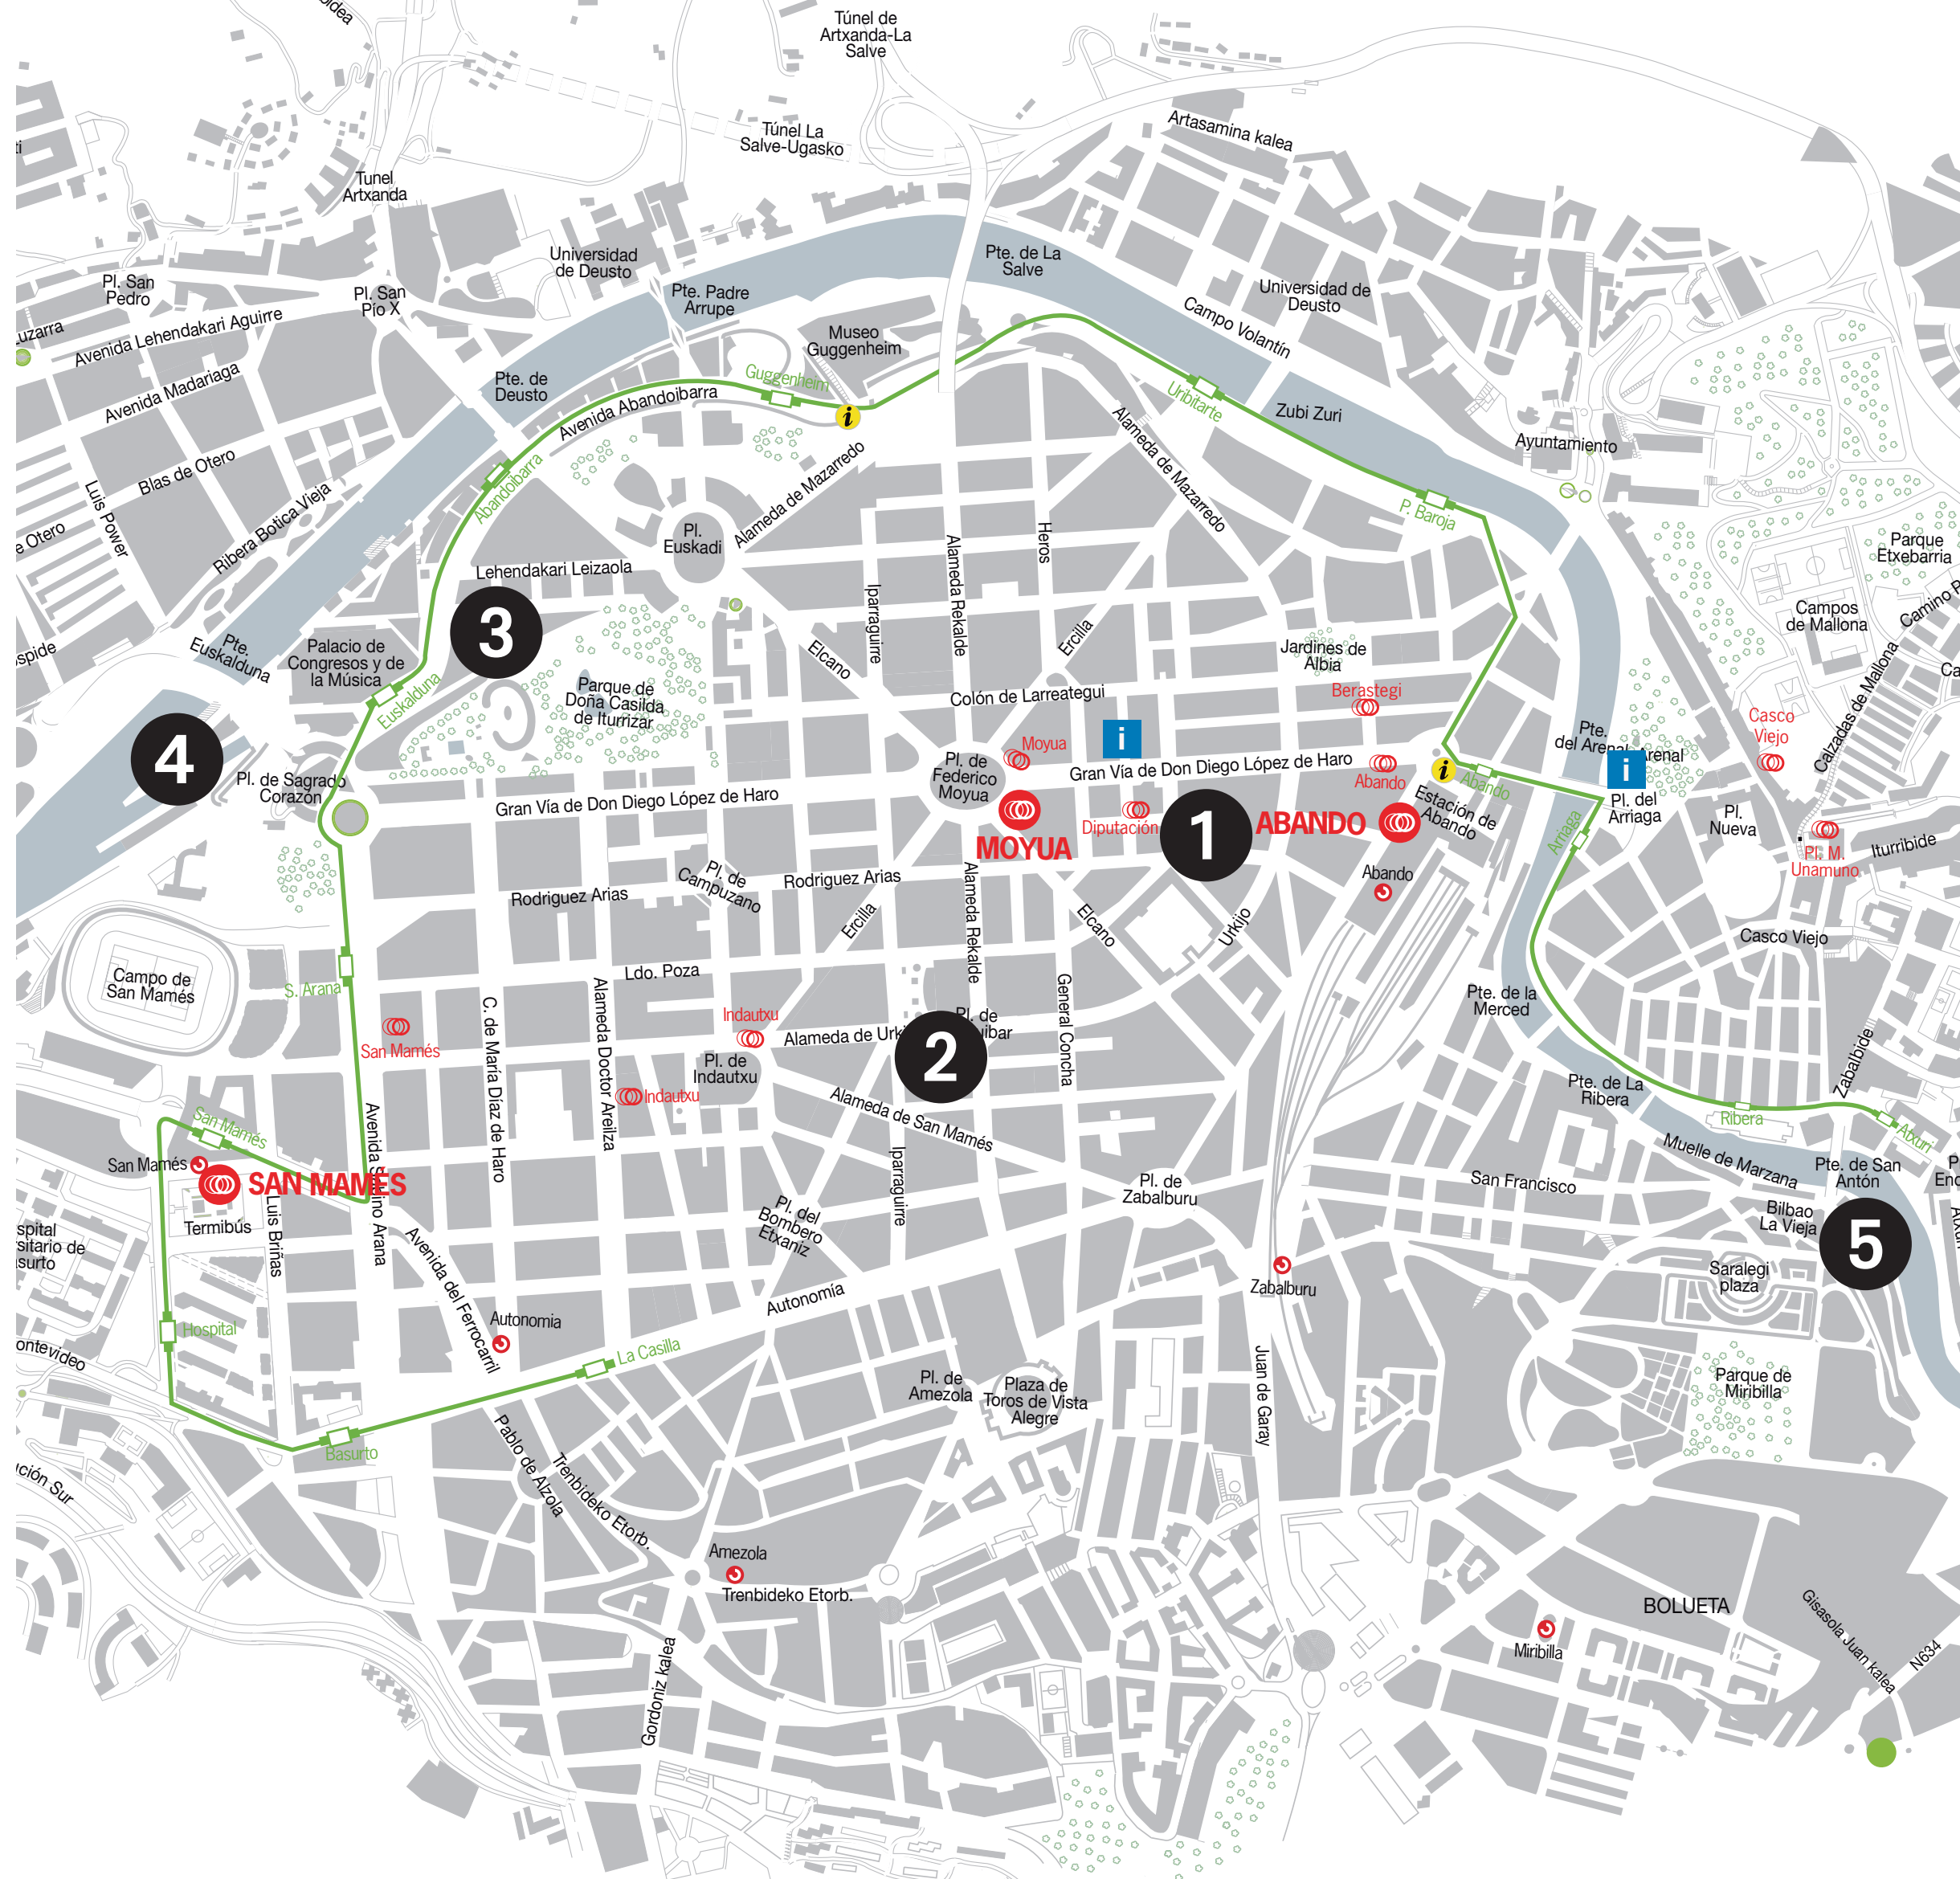 Túnel de
Artxanda-La
Salve
Artasamina kalea
Túnel La
Salve-Ugasko
Tunel
Artxanda
Universidad
de Deusto
Pte. de La
Salve
Pl. San
Pedro
Pl. San
Pío X
Pte. Padre
Arrupe
Universidad de
Deusto
Campo Volantín
Avenida Lehendakari Aguirre
Museo
Guggenheim
Guggenheim
i
Avenida Madariaga
Pte. de
Deusto
Avenida Abandoibarra
Uribitarte
Zubi Zuri
Alameda de Mazarredo
Ayuntamiento
Blas de Otero
Abandoibarra
Alameda de Mazarredo
Luis Power
Ribera Botica Vieja
P. Baroja
Pl.
Euskadi
Heros
Alameda Rekalde
Parque
Etxebarria
Lehendakari Leizaola
Iparraguirre
Campos
de Mallona
3
Pte.
Euskalduna
Palacio de
Congresos y de
la Música
Elcano
Ercilla
Jardines de
Albia
Calzadas de Mallona
Euskalduna
Parque de
Doña Casilda
de Iturrizar
Colón de Larreategui
Berastegi
4
Casco
Viejo
Moyua
i
Pte.
del Arenal
Arenal
Pl. de
Federico
Moyua
Gran Vía de Don Diego López de Haro
Abando
i
Abando
i
Pl. de Sagrado
Corazón
Gran Vía de Don Diego López de Haro
Estación de
Abando
Pl. del
Arriaga
Diputación
1
ABANDO
MOYUA
Arriaga
Pl.
Nueva
Pl. M.
Unamuno
Iturribide
Pl. de
Campuzano
Rodriguez Arias
Rodriguez Arias
Abando
Ercilla
Alameda Rekalde
Elcano
Urkijo
Casco Viejo
Campo de
San Mamés
S. Arana
Ldo. Poza
Pte. de la
Merced
C. de María Díaz de Haro
Alameda Doctor Areilza
General Concha
San Mamés
Indautxu
Alameda de
Pl. de
2
Pl. de
Indautxu
Indautxu
Zabalbide
Pte. de La
Ribera
Alameda de San Mamés
Ribera
Atxuri
San Mamés
Avenida Sabino Arana
Muelle de Marzana
San Mamés
SAN MAMÉS
Iparraguirre
Pl. de
Zabalburu
San Francisco
Pte. de San
Antón
Termibús
Luis Briñas
Pl. del
Bombero
Etxaniz
Bilbao
La Vieja
5
Avenida del Ferrocarril
Saralegi
plaza
Zabalburu
Autonomía
Hospital
Autonomia
La Casilla
Juan de Garay
Pl. de
Amezola
Plaza de
Toros de Vista
Alegre
Parque de
Miribilla
Basurto
Pablo de Alzola
Trenbideko Etorb.
Amezola
Trenbideko Etorb.
BOLUETA
Gisasola Juan kalea
N634
Miribilla
Gordoniz kalea